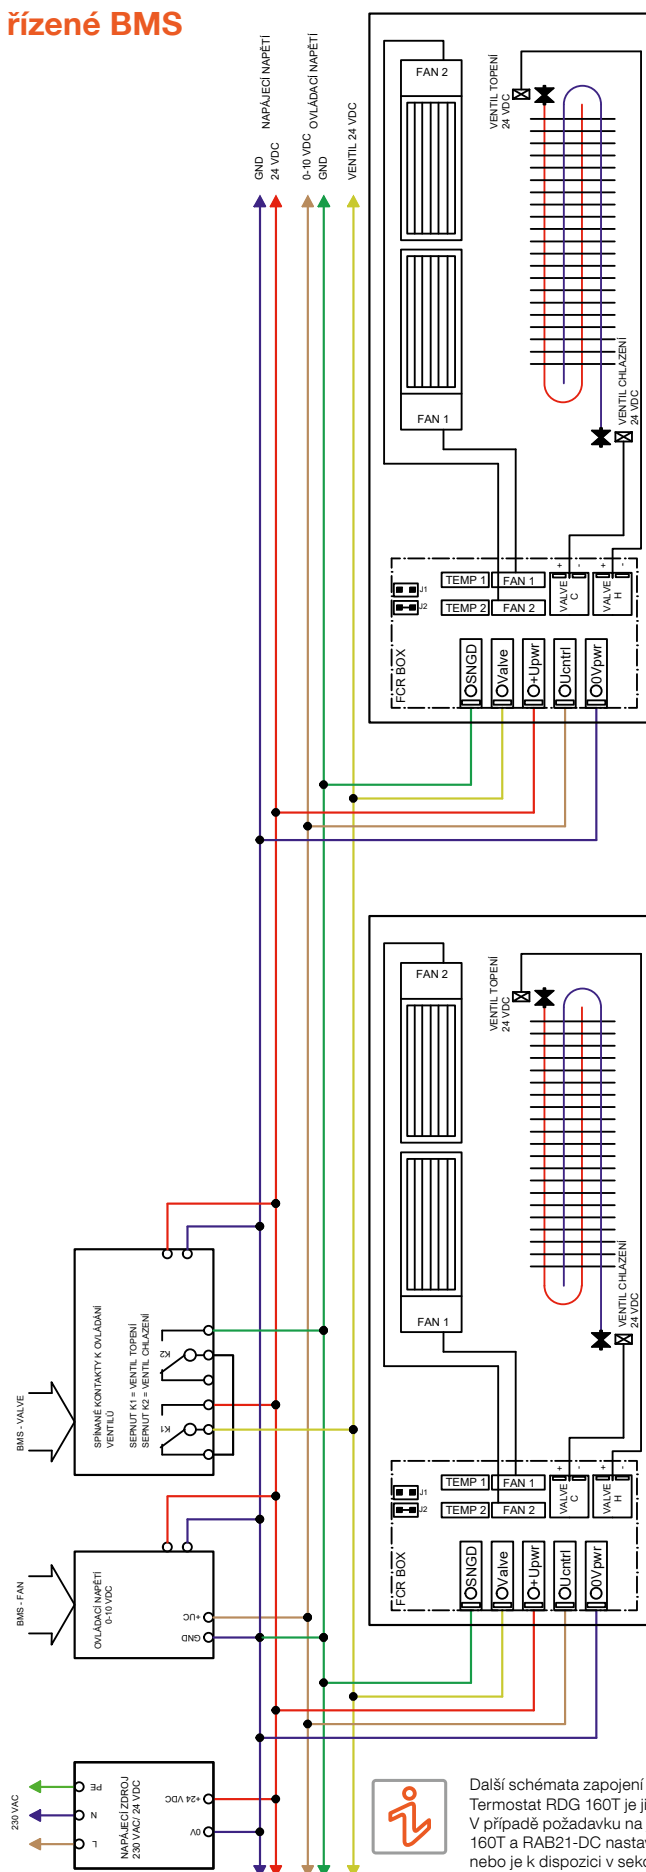 řízené BMS
GND
NAPÁJECÍ NAPĚTÍ
24 VDC
0-10 VDC
OVLÁDACÍ NAPĚTÍ
GND
VENTIL 24 VDC
FAN 2
FAN 1
VENTIL TOPENÍ
24 VDC
VENTIL CHLAZENÍ
24 VDC
FCR BOX
J1
J2
TEMP 1
FAN 1
TEMP 2
FAN 2
VALVE
C
+
-
VALVE
H
+
-
SNGD
Valve
+Upwr
Ucntrl
0Vpwr
FAN 2
FAN 1
VENTIL TOPENÍ
24 VDC
VENTIL CHLAZENÍ
24 VDC
FCR BOX
J1
J2
TEMP 1
FAN 1
TEMP 2
FAN 2
VALVE
C
+
-
VALVE
H
+
-
SNGD
Valve
+Upwr
Ucntrl
0Vpwr
BMS - VALVE
SPÍNANÉ KONTAKTY K OVLÁDÁNÍ
VENTILŮ
SEPNUT K1 = VENTIL TOPENÍ
SEPNUT K2 = VENTIL CHLAZENÍ
K2
K1
BMS - FAN
OVLÁDACÍ NAPĚTÍ
0-10 VDC
+UC
GND
230 VAC
PE
N
L
NAPÁJECÍ ZDROJ
230 VAC/ 24 VDC
+24 VDC
0V
Další schémata zapojení
Termostat RDG 160T je ji
V případě požadavku na
160T a RAB21-DC nastav
nebo je k dispozici v seko